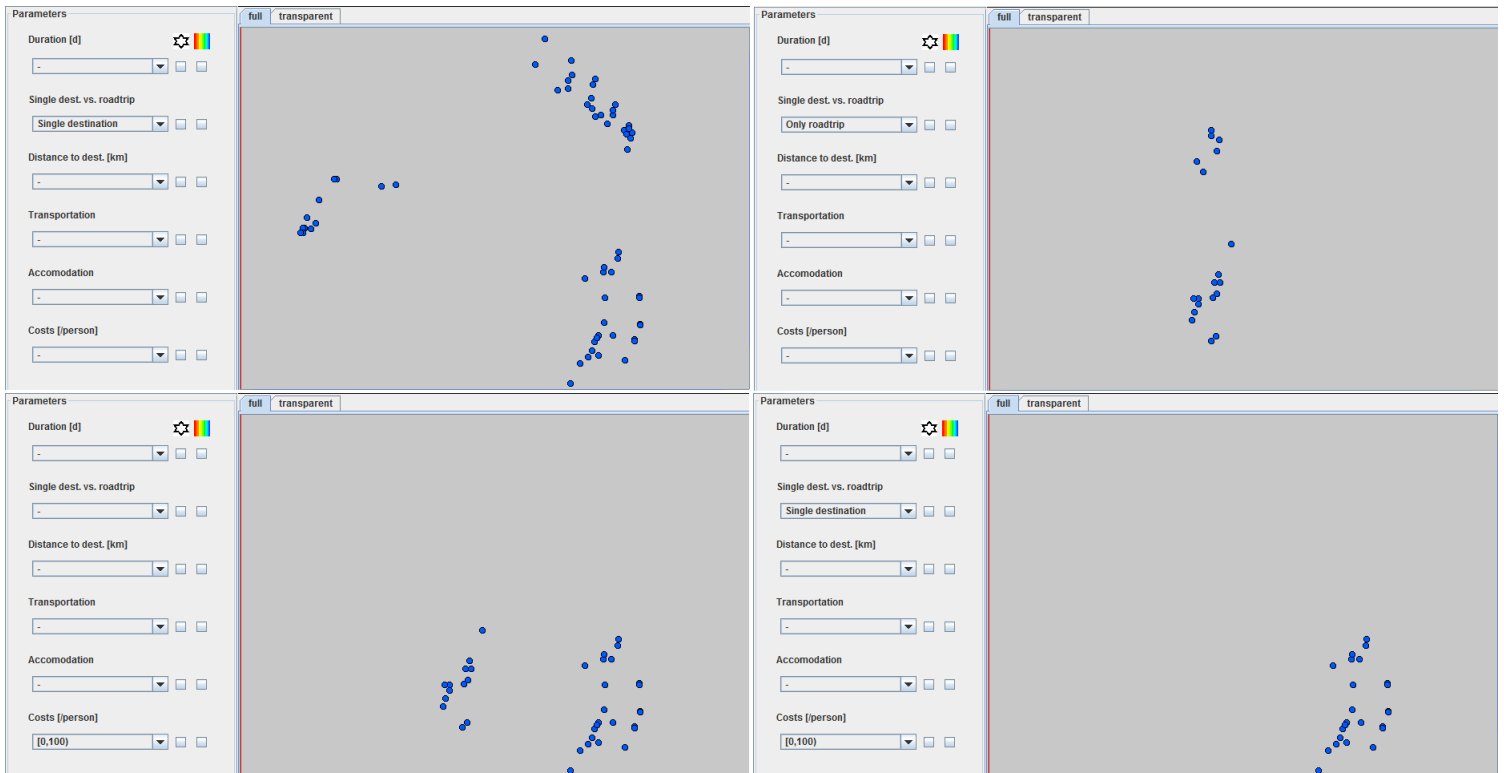 Parameters
full transparent
Duration [d]
-
Single dest. vs. roadtrip
Single destination
Distance to dest. [km]
-
Transportation
-
Accomodation
-
Costs [/person]
-
Parameters
full transparent
Duration [d]
-
Single dest. vs. roadtrip
Only roadtrip
Distance to dest. [km]
-
Transportation
-
Accomodation
-
Costs [/person]
-
Parameters
full transparent
Duration [d]
-
Single dest. vs. roadtrip
-
Distance to dest. [km]
-
Transportation
-
Accomodation
-
Costs [/person]
[0,100)
Parameters
full transparent
Duration [d]
-
Single dest. vs. roadtrip
Single destination
Distance to dest. [km]
-
Transportation
-
Accomodation
-
Costs [/person]
[0,100)